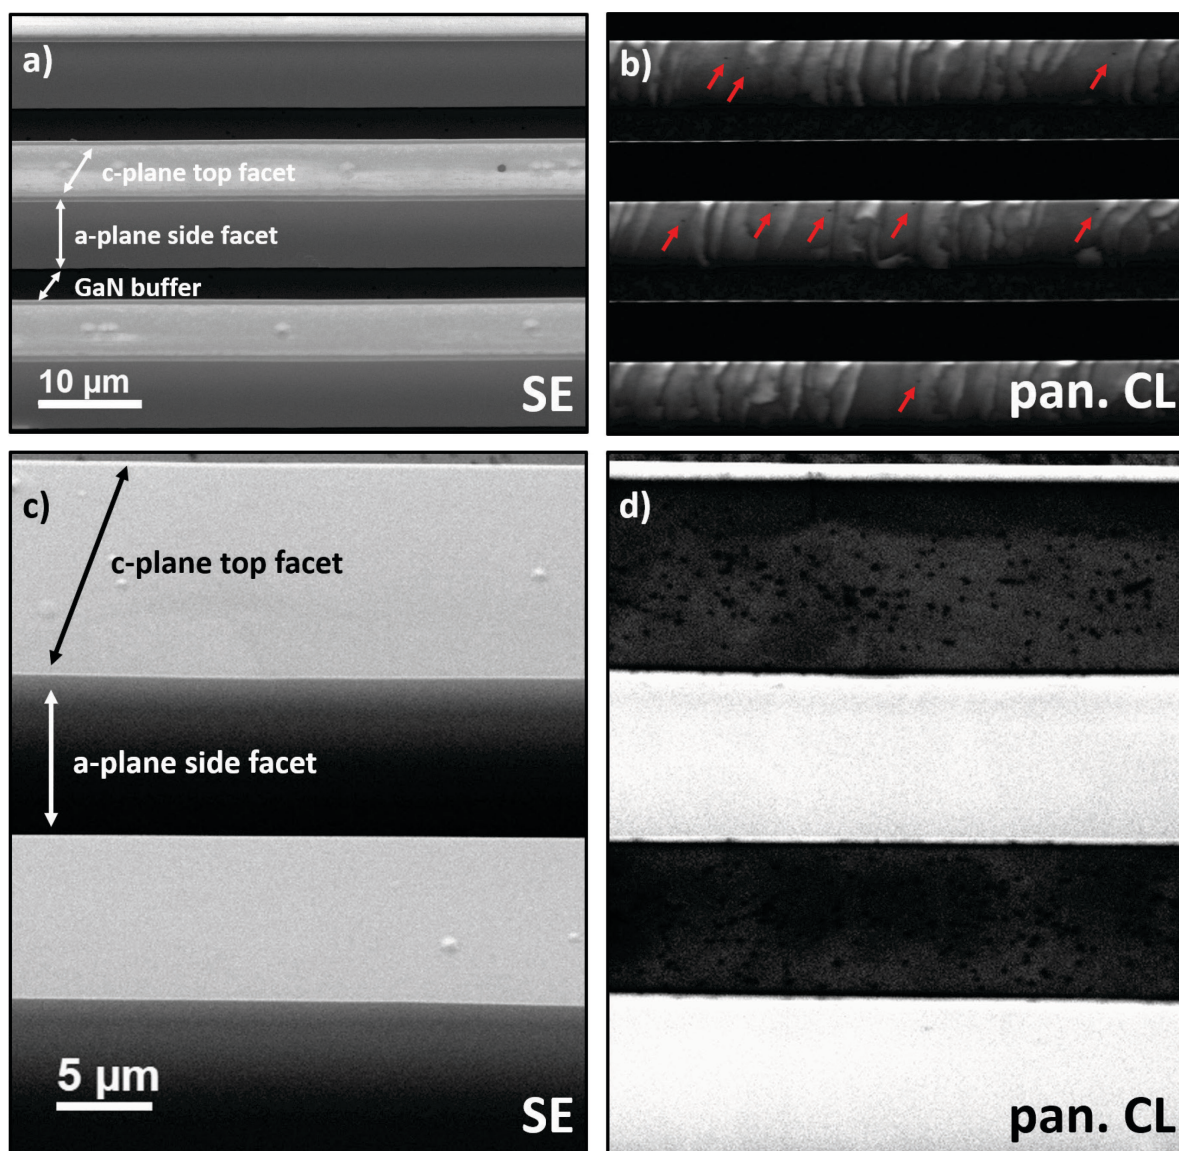 a)
c-plane top facet
a-plane side facet
GaN buffer
10 µm
SE
b)
pan. CL
c)
c-plane top facet
a-plane side facet
5 µm
SE
d)
pan. CL